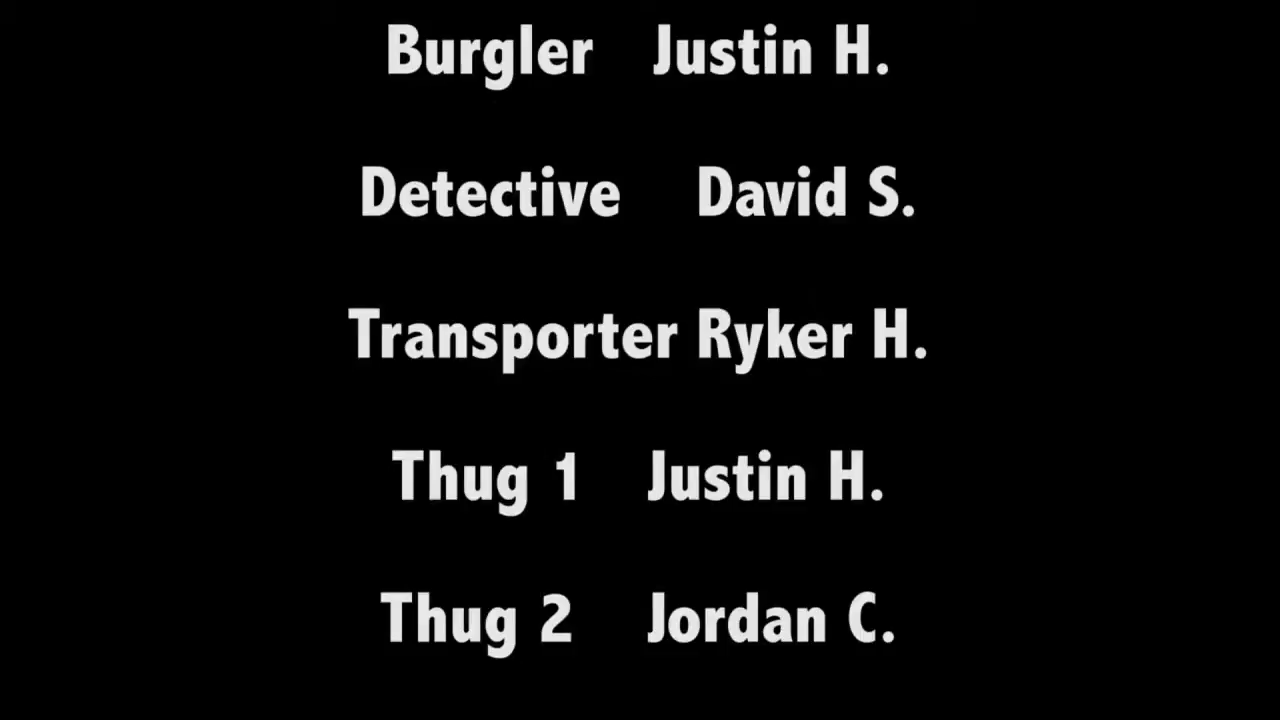 Burgler Justin H.
Detective David S.
Transporter Ryker H.
Thug 1 Justin H.
Thug 2 Jordan C.